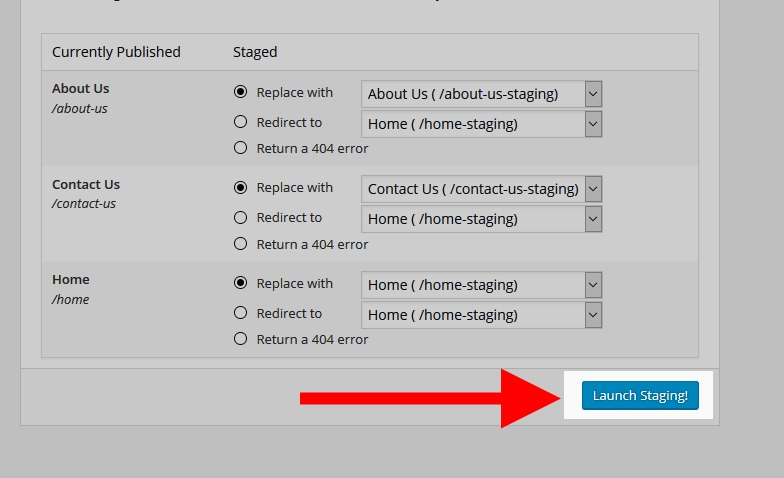 Currently Published Staged
About Us
/about-us
Replace with About Us ( /about-us-staging)
Redirect to Home ( /home-staging)
Return a 404 error
Contact Us
/contact-us
Replace with Contact Us ( /contact-us-staging)
Redirect to Home ( /home-staging)
Return a 404 error
Home
/home
Replace with Home ( /home-staging)
Redirect to Home ( /home-staging)
Return a 404 error
Launch Staging!